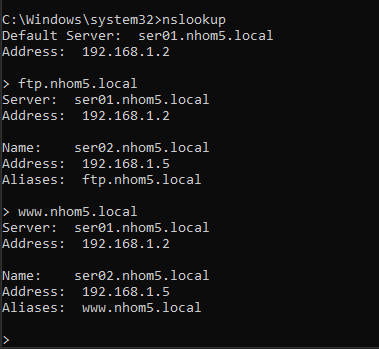 C:\Windows\system32>nslookup
Default Server:  ser01.nhom5.local
Address:  192.168.1.2

> ftp.nhom5.local
Server:  ser01.nhom5.local
Address:  192.168.1.2

Name:    ser02.nhom5.local
Address:  192.168.1.5
Aliases:  ftp.nhom5.local

> www.nhom5.local
Server:  ser01.nhom5.local
Address:  192.168.1.2

Name:    ser02.nhom5.local
Address:  192.168.1.5
Aliases:  www.nhom5.local

>